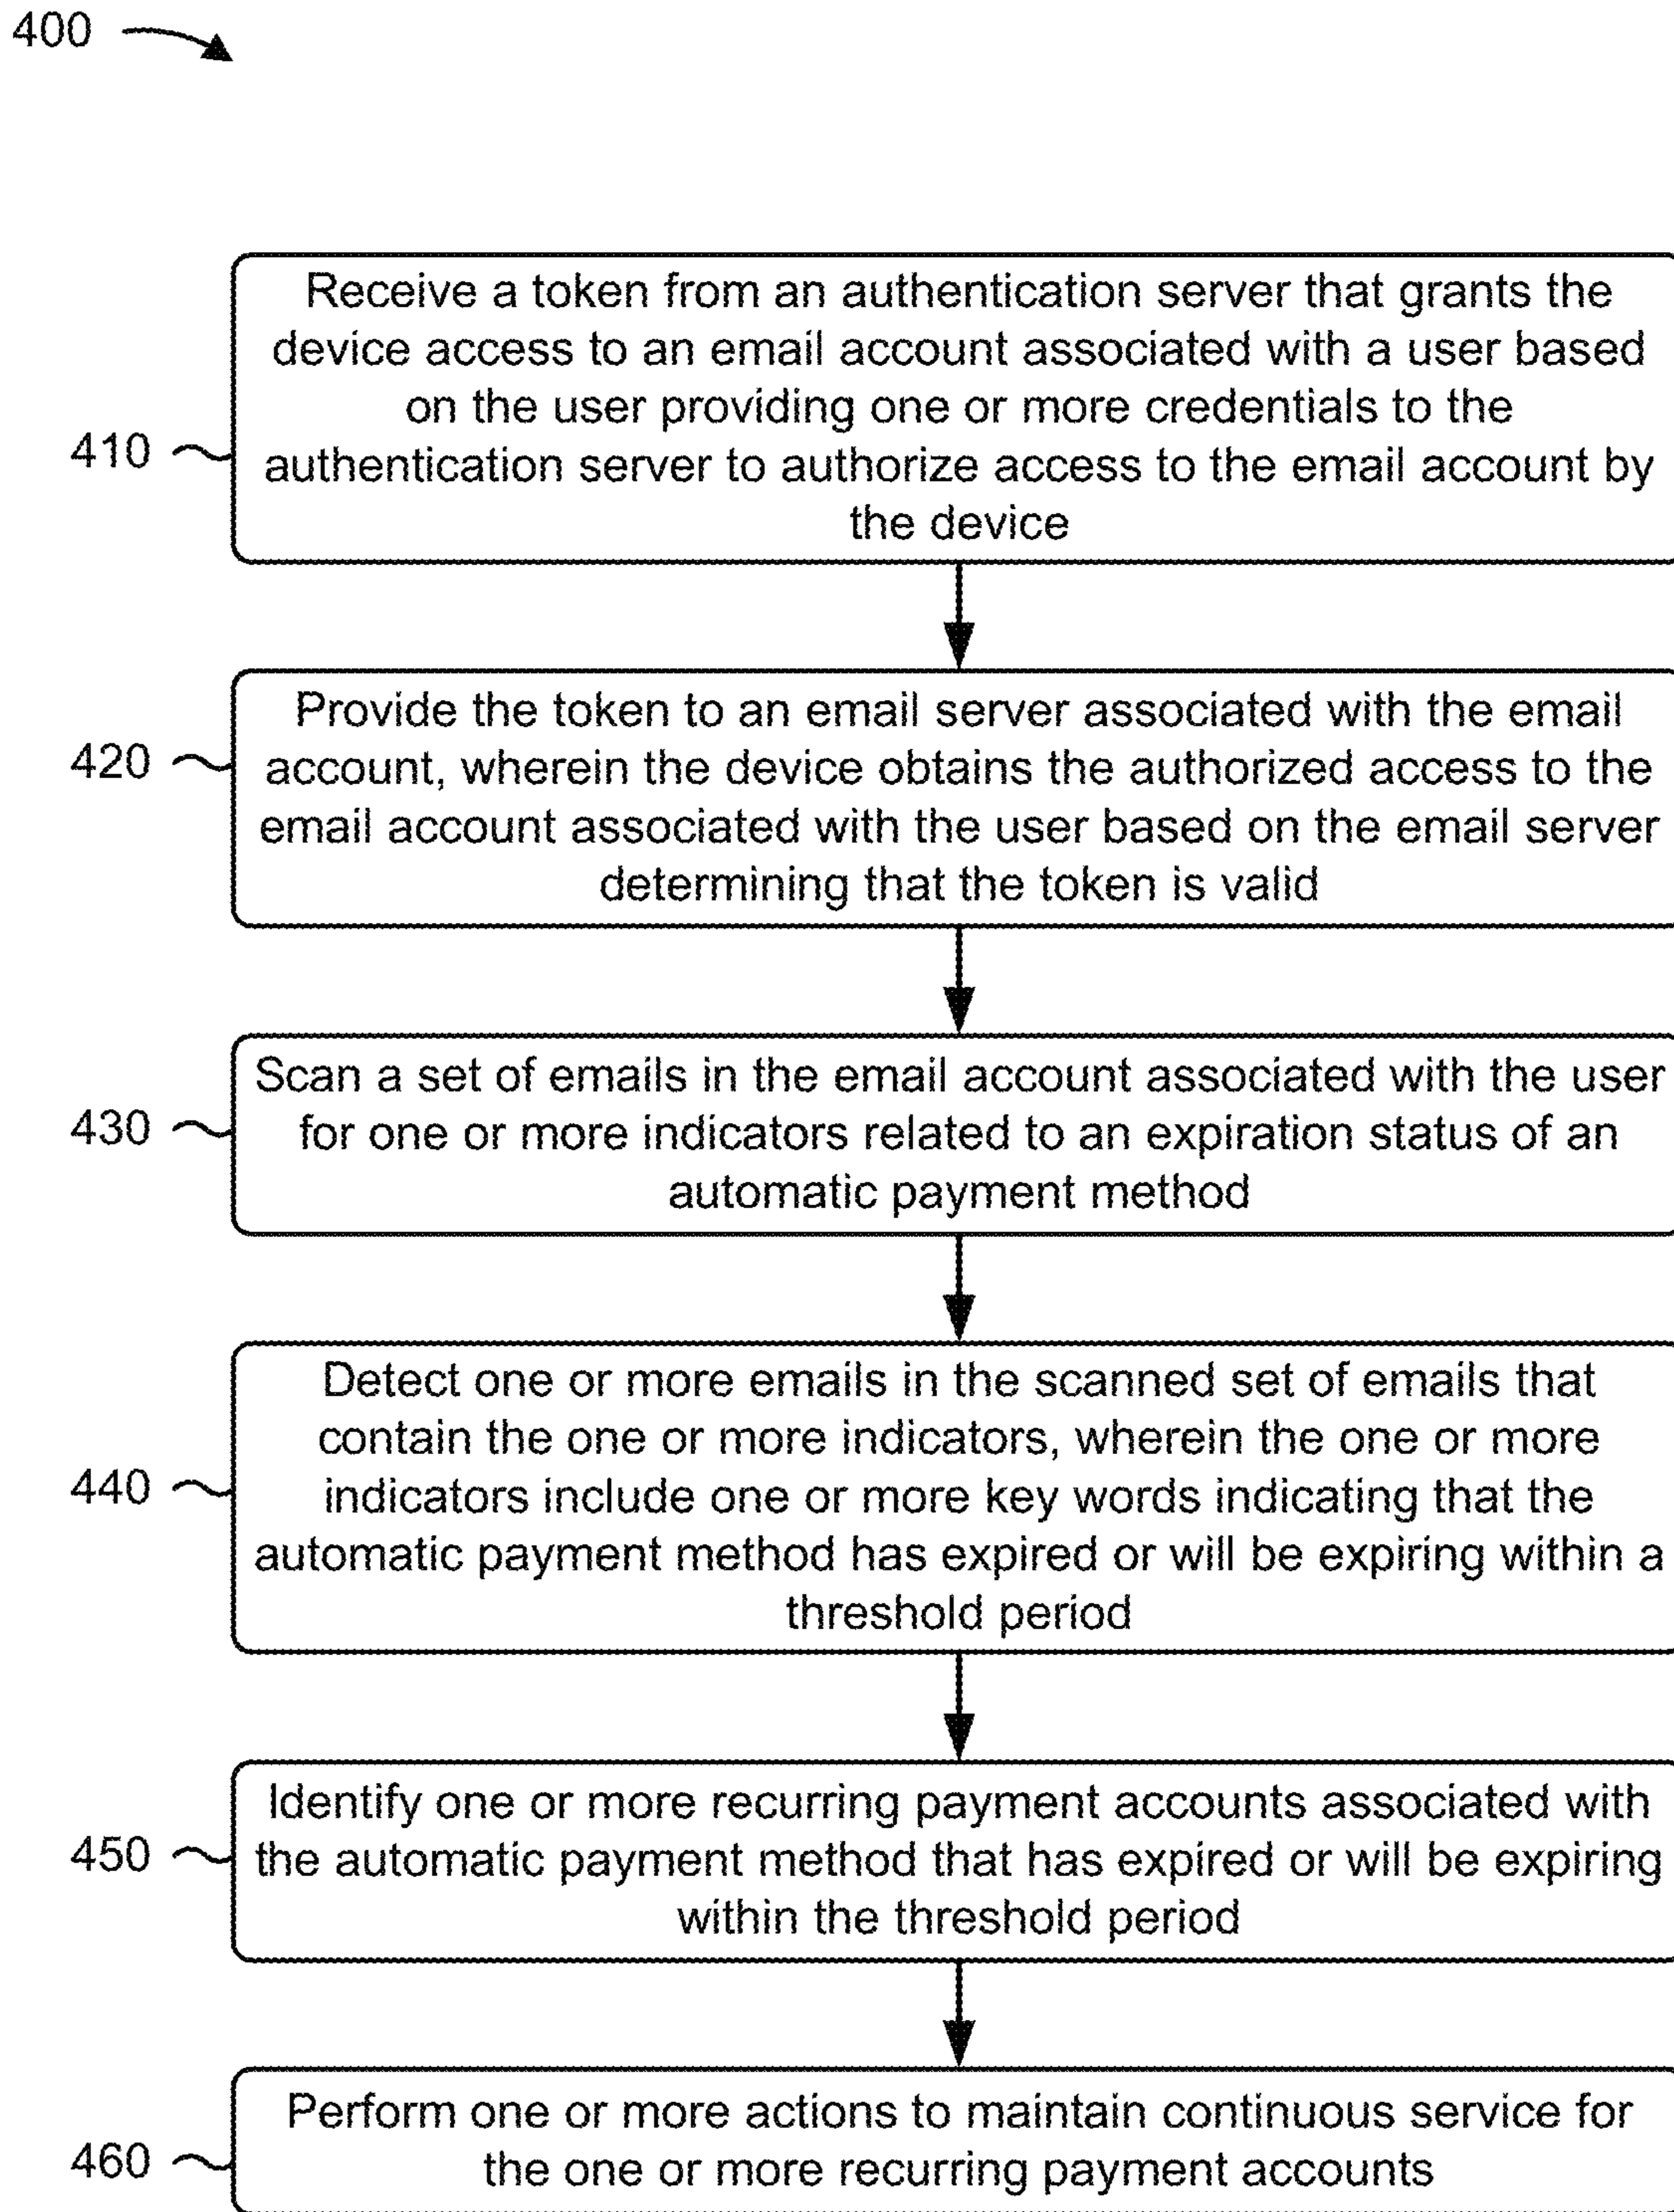 400
Receive a token from an authentication server that grants the
device access to an email account associated with a user based
on the user providing one or more credentials to the
authentication server to authorize access to the email account by
the device
410
Provide the token to an email server associated with the email
account, wherein the device obtains the authorized access to the
email account associated with the user based on the email server
determining that the token is valid
420
Scan a set of emails in the email account associated with the user
for one or more indicators related to an expiration status of an
automatic payment method
430
Detect one or more emails in the scanned set of emails that
contain the one or more indicators, wherein the one or more
indicators include one or more key words indicating that the
automatic payment method has expired or will be expiring within a
threshold period
440
Identify one or more recurring payment accounts associated with
the automatic payment method that has expired or will be expiring
within the threshold period
450
Perform one or more actions to maintain continuous service for
the one or more recurring payment accounts
460